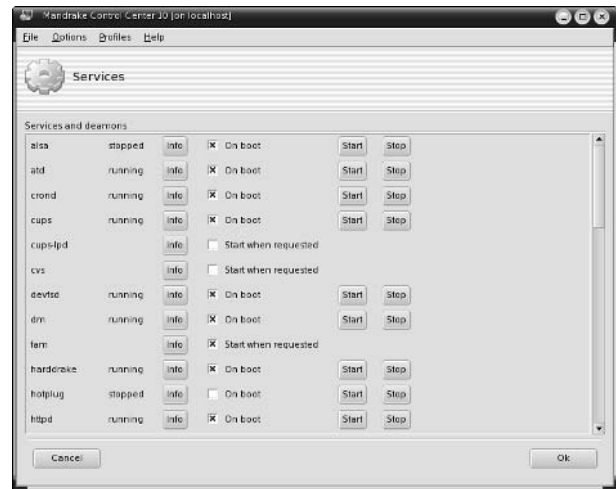 Mandrake Control Center 10 [on localhost]
File Options Profiles Help
Services
Services and deamons
alsa stopped Info On boot Start Stop
atd running Info On boot Start Stop
crond running Info On boot Start Stop
cups running Info On boot Start Stop
cups-lpd Info Start when requested
cvs Info Start when requested
devfsd running Info On boot Start Stop
dm running Info On boot Start Stop
fam Info Start when requested
harddrake running Info On boot Start Stop
hotplug stopped Info On boot Start Stop
httpd running Info On boot Start Stop
Cancel Ok